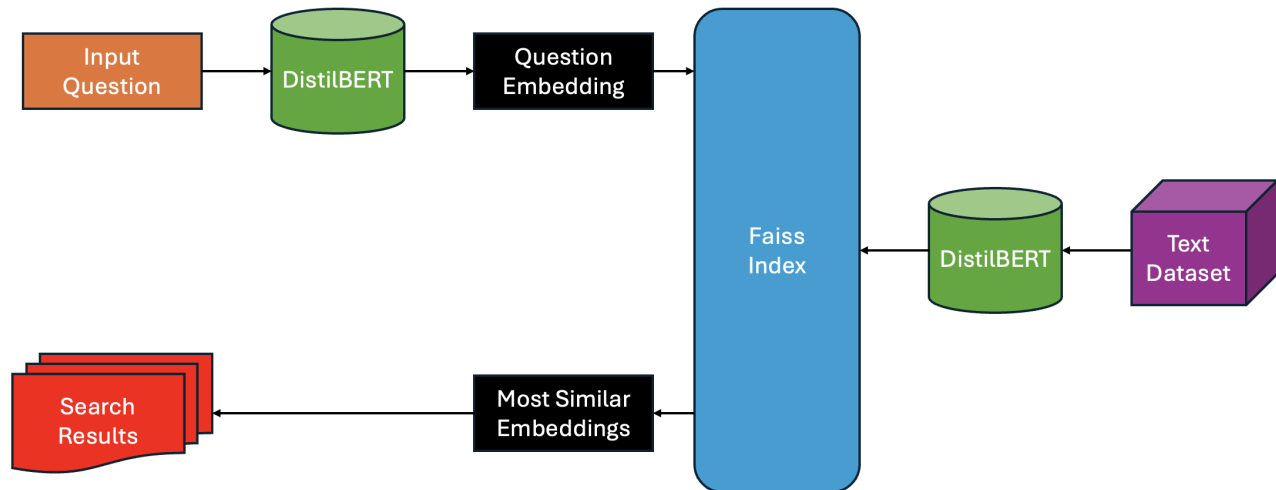 Input
Question
DistilBERT
Question
Embedding
Faiss
Index
DistilBERT
Text
Dataset
Most Similar
Embeddings
Search
Results